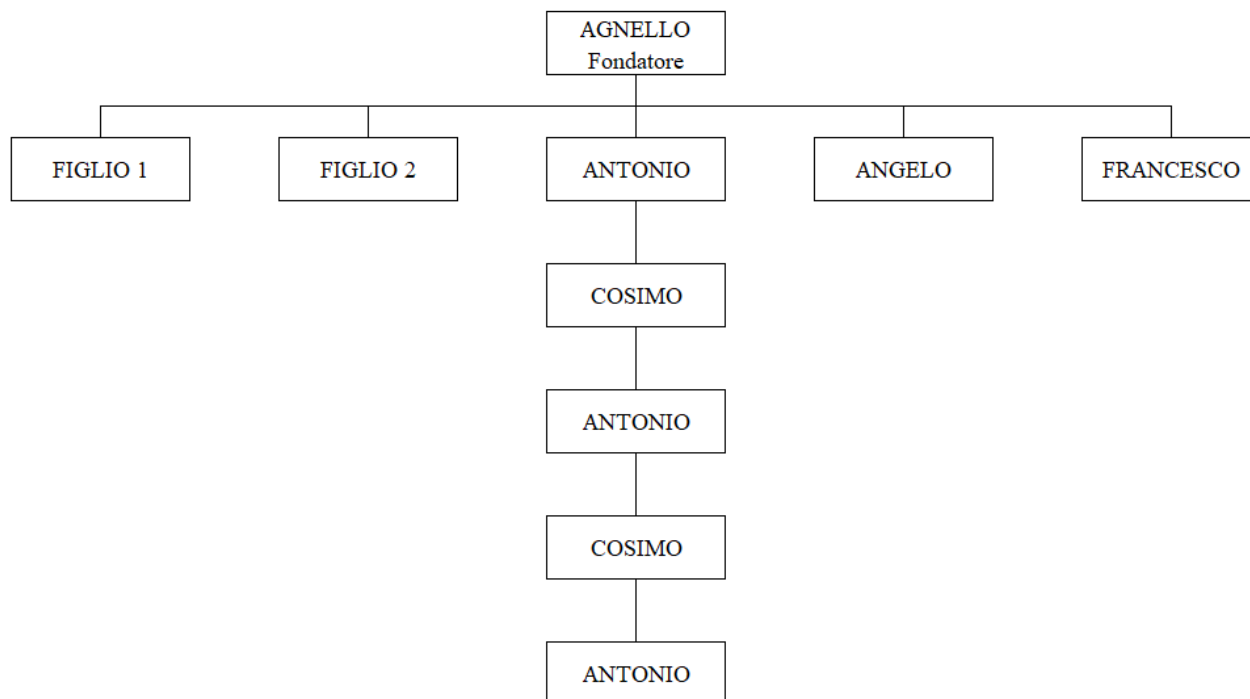 AGNELLO
Fondatore
FIGLIO 1
FIGLIO 2
ANTONIO
ANGELO
FRANCESCO
COSIMO
ANTONIO
COSIMO
ANTONIO